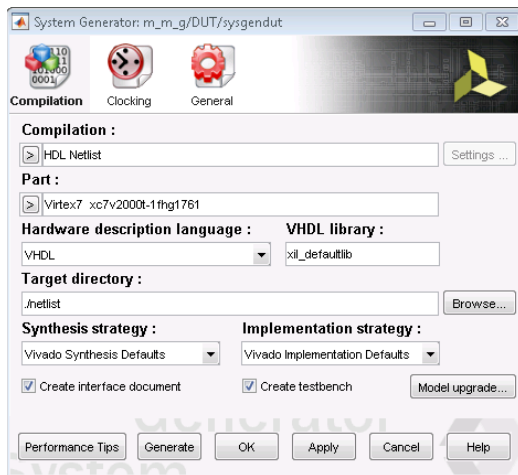 System Generator: m_m_g/DUT/sysgendut
Compilation Clocking General
Compilation :
> HDL Netlist Settings ...
Part :
> Virtex7 xc7v2000t-1fhg1761
Hardware description language : VHDL library :
VHDL xil_defaultlib
Target directory :
./netlist Browse...
Synthesis strategy : Implementation strategy :
Vivado Synthesis Defaults Vivado Implementation Defaults
Create interface document Create testbench Model upgrade...
Performance Tips Generate OK Apply Cancel Help